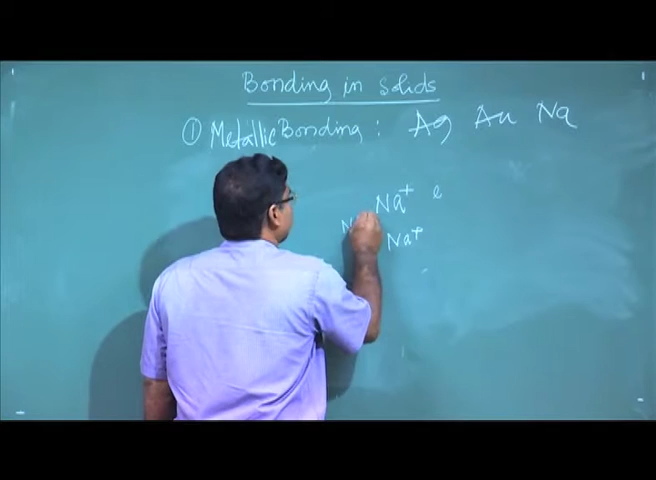 Bonding in Solids
① Metallic Bonding : Ag Au Na
Na+ e
N
Na+